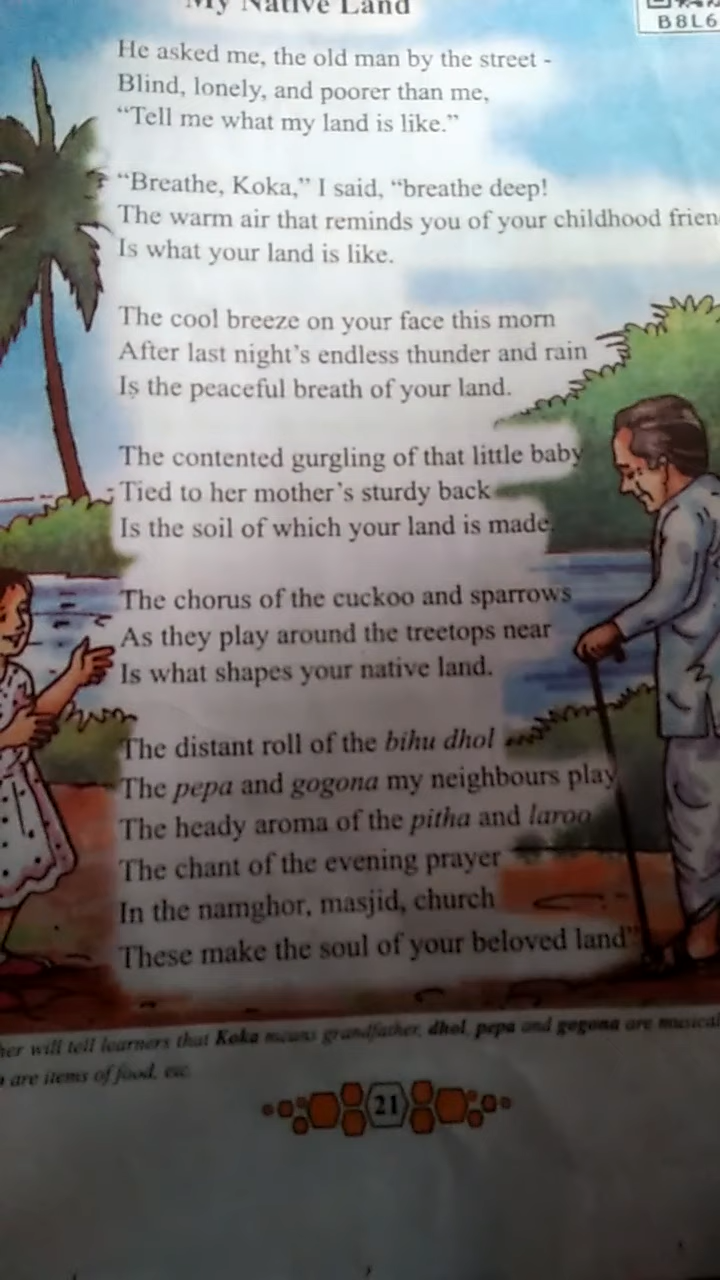 My Native Land
B8L6
He asked me, the old man by the street -
Blind, lonely, and poorer than me,
“Tell me what my land is like.”
“Breathe, Koka,” I said, “breathe deep!
The warm air that reminds you of your childhood
Is what your land is like.
The cool breeze on your face this morn
After last night’s endless thunder and rain
Is the peaceful breath of your land.
The contented gurgling of that little baby
Tied to her mother’s sturdy back
Is the soil of which your land is made.
The chorus of the cuckoo and sparrows
As they play around the treetops near
Is what shapes your native land.
The distant roll of the bihu dhol
The pepa and gogona my neighbours play
The heady aroma of the pitha and laroo
The chant of the evening prayer
In the namghor, masjid, church
These make the soul of your beloved land”
will tell learners that Koka means grandfather, dhol, pepa and gogona are musical
are items of food, etc.
21